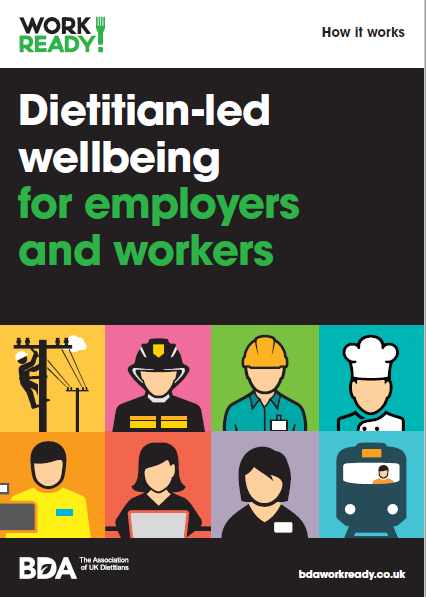 WORK
READY!
How it works
Dietitian-led
wellbeing
for employers
and workers
BDA
The Association
of UK Dietitians
bdaworkready.co.uk